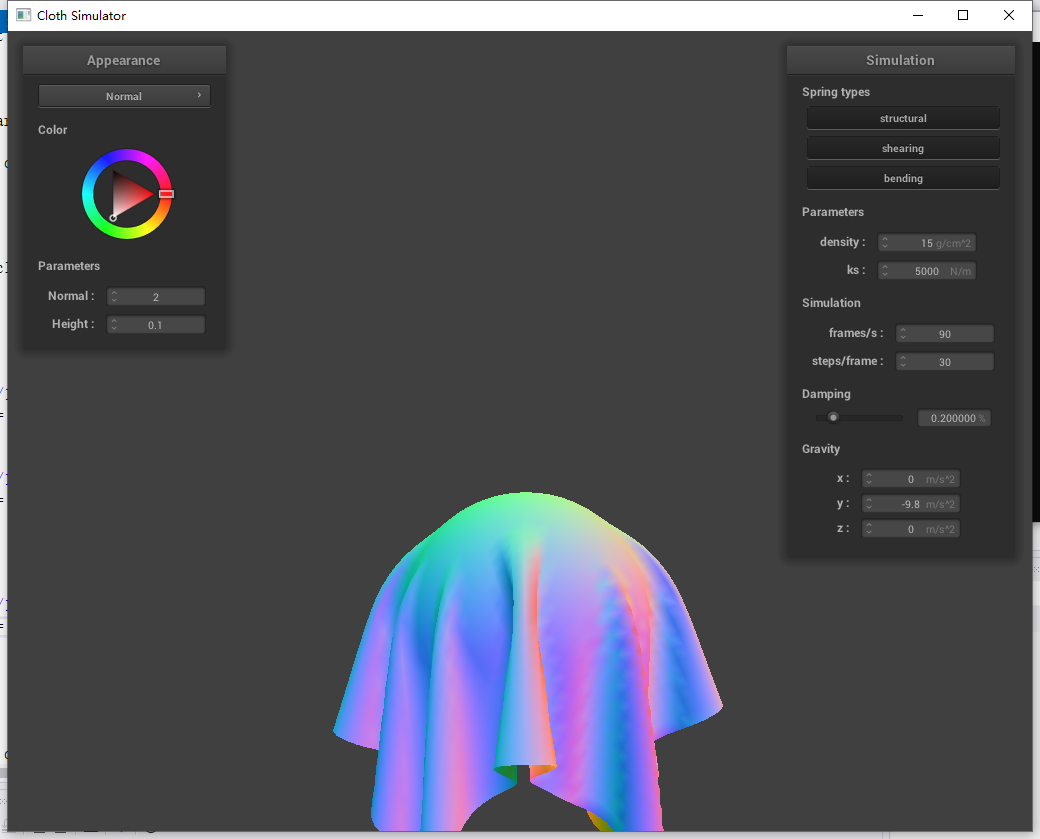 Cloth Simulator
Appearance
Normal
Color
Parameters
Normal : 2
Height : 0.1
Simulation
Spring types
structural
shearing
bending
Parameters
density : 15 g/cm^2
ks : 5000 N/m
Simulation
frames/s : 90
steps/frame : 30
Damping
0.200000 %
Gravity
x : 0 m/s^2
y : -9.8 m/s^2
z : 0 m/s^2